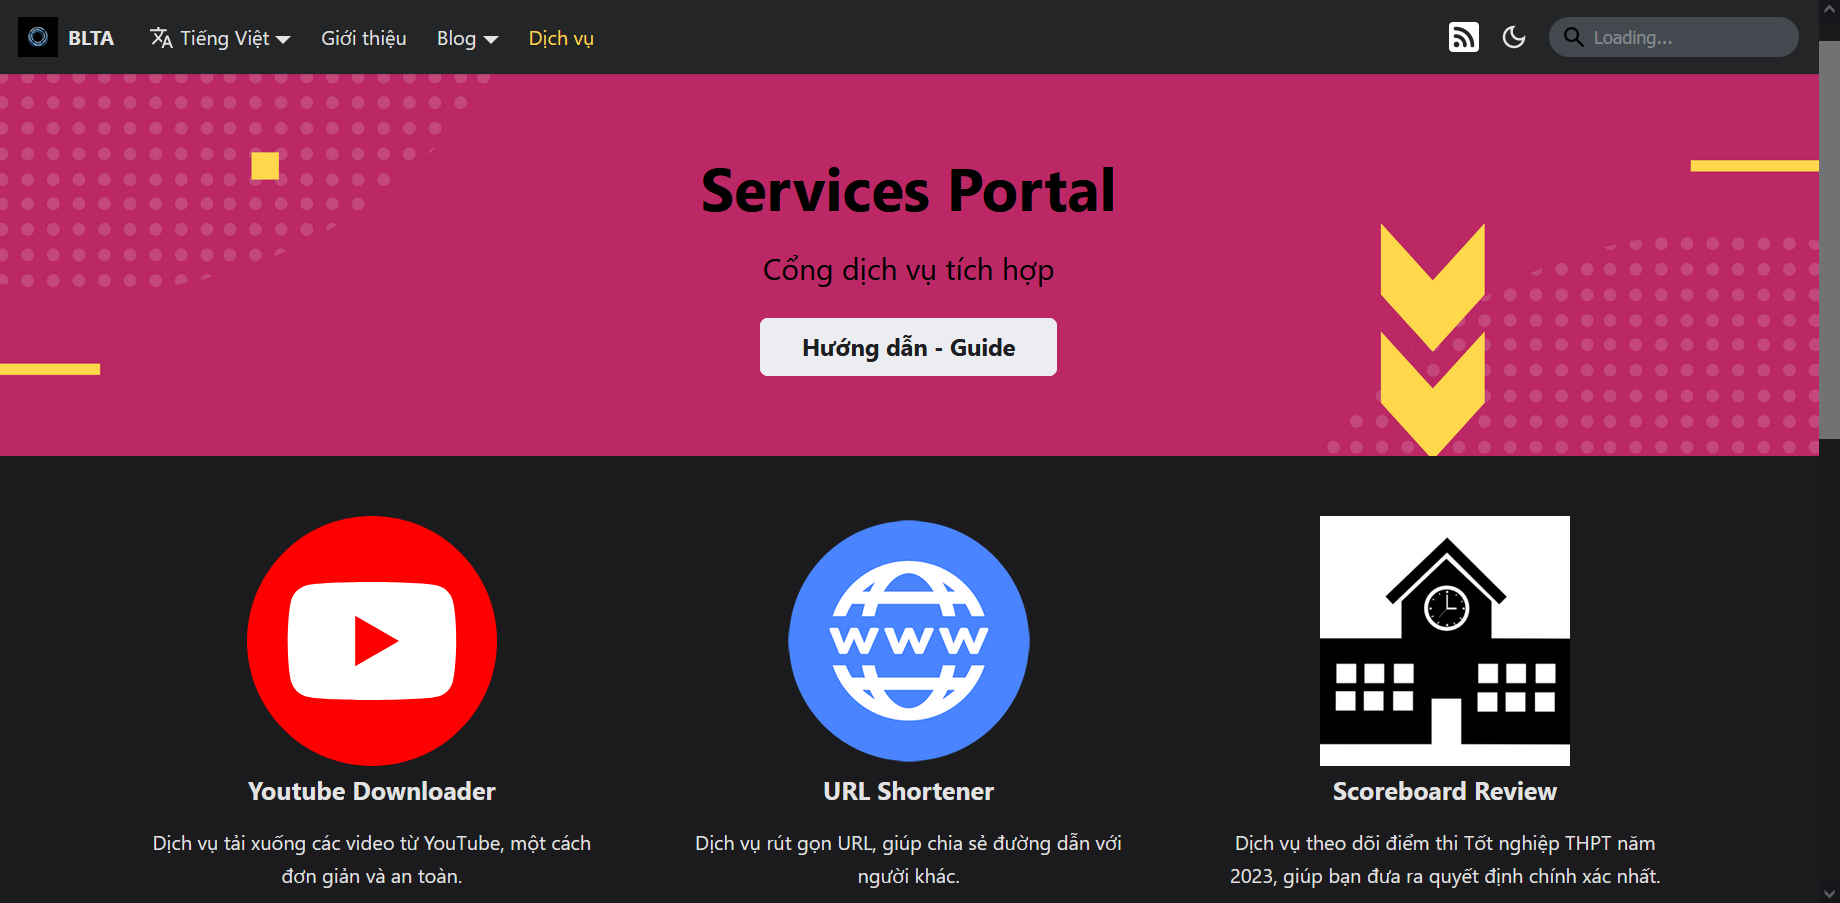 BLTA Tiếng Việt Giới thiệu Blog Dịch vụ Loading...
Services Portal
Cổng dịch vụ tích hợp
Hướng dẫn - Guide
www
Youtube Downloader
Dịch vụ tải xuống các video từ YouTube, một cách
đơn giản và an toàn.
URL Shortener
Dịch vụ rút gọn URL, giúp chia sẻ đường dẫn với
người khác.
Scoreboard Review
Dịch vụ theo dõi điểm thi Tốt nghiệp THPT năm
2023, giúp bạn đưa ra quyết định chính xác nhất.